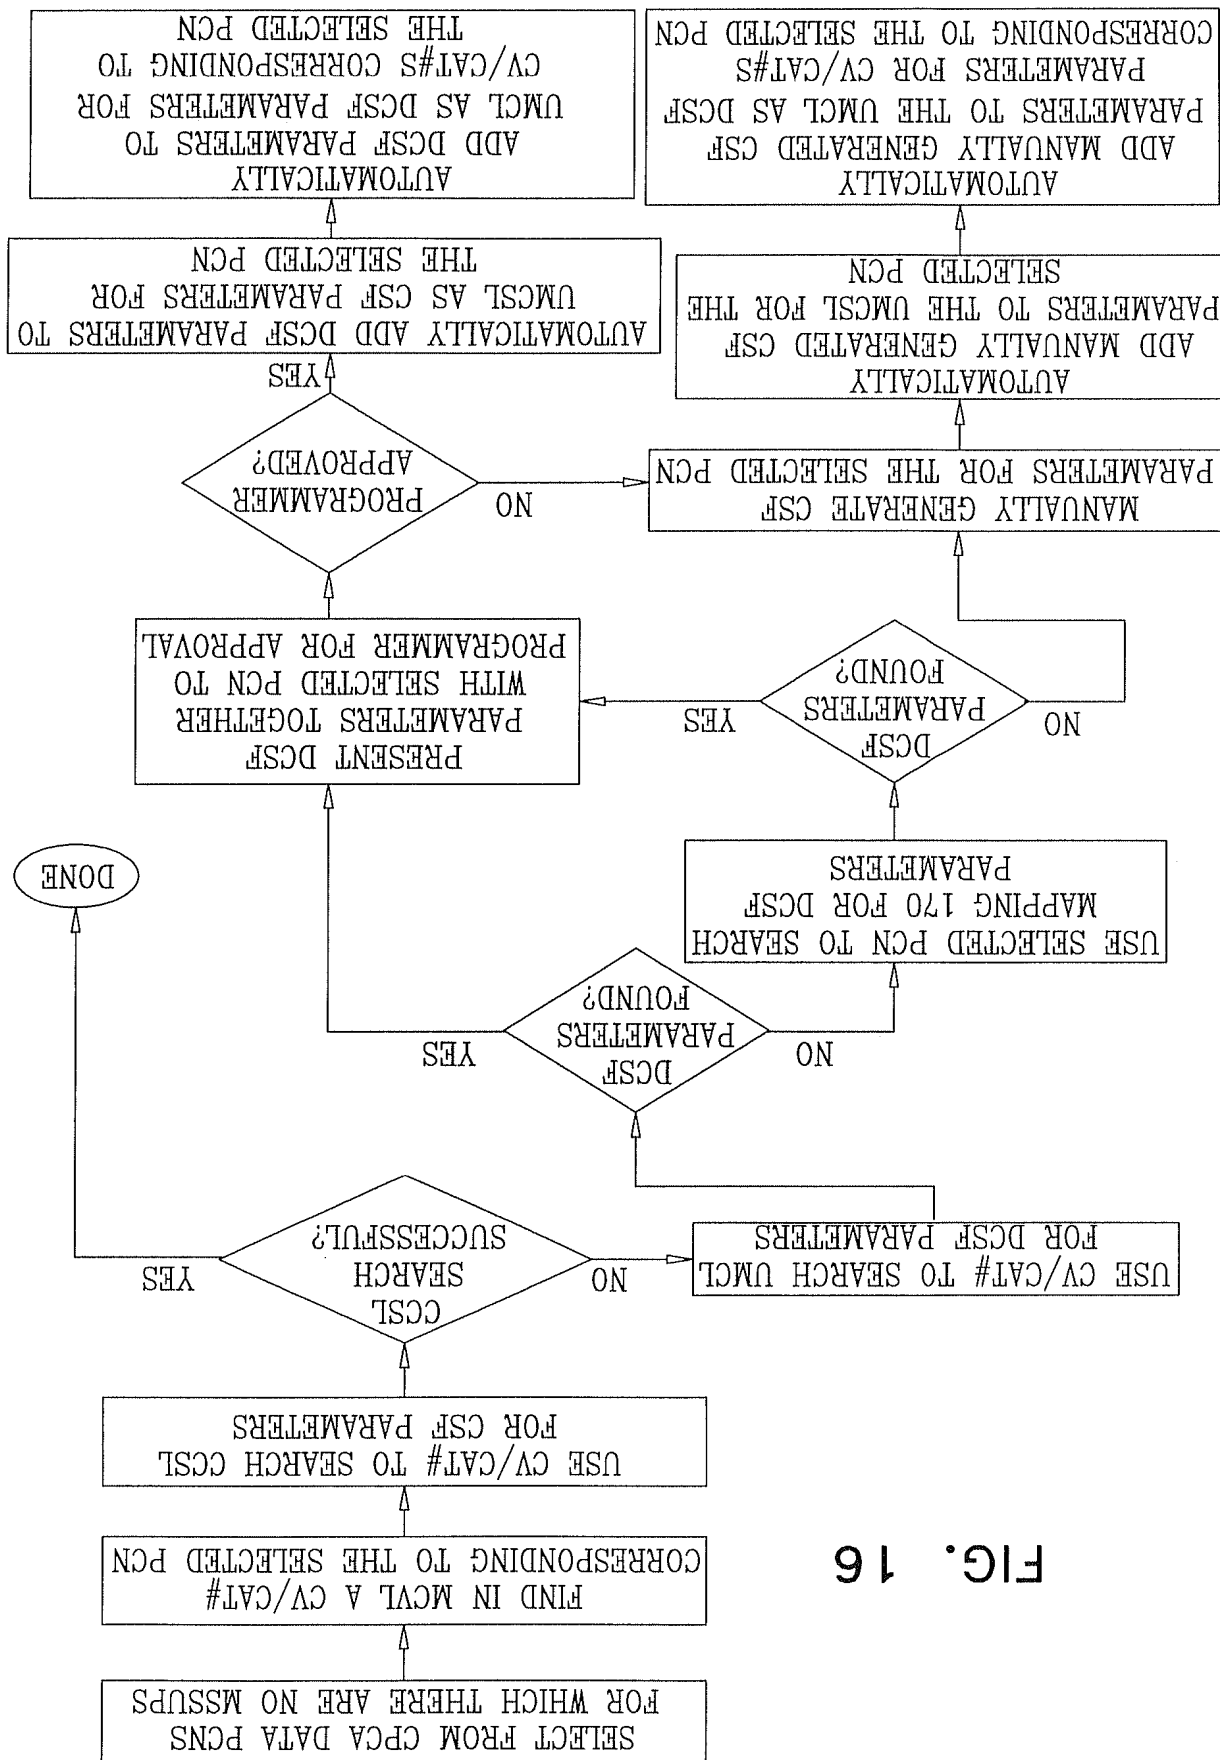 FIG. 16
SELECT FROM CPCA DATA PCNS
FOR WHICH THERE ARE NO MSSUPS
FIND IN MCVL A CV/CAT#
CORRESPONDING TO THE SELECTED PCN
USE CV/CAT# TO SEARCH CCSL
FOR CSF PARAMETERS
CCSL
SEARCH
SUCCESSFUL?
YES
DONE
NO
USE CV/CAT# TO SEARCH UMCL
FOR DCSF PARAMETERS
DCSF
PARAMETERS
FOUND?
YES
NO
USE SELECTED PCN TO SEARCH
MAPPING 170 FOR DCSF
PARAMETERS
DCSF
PARAMETERS
FOUND?
YES
NO
PRESENT DCSF
PARAMETERS TOGETHER
WITH SELECTED PCN TO
PROGRAMMER FOR APPROVAL
PROGRAMMER
APPROVED?
NO
YES
MANUALLY GENERATE CSF
PARAMETERS FOR THE SELECTED PCN
AUTOMATICALLY
ADD MANUALLY GENERATED CSF
PARAMETERS TO THE UMCSL FOR THE
SELECTED PCN
AUTOMATICALLY
ADD MANUALLY GENERATED CSF
PARAMETERS TO THE UMCL AS DCSF
PARAMETERS FOR CV/CAT#S
CORRESPONDING TO THE SELECTED PCN
AUTOMATICALLY ADD DCSF PARAMETERS TO
UMCSL AS CSF PARAMETERS FOR
THE SELECTED PCN
AUTOMATICALLY
ADD DCSF PARAMETERS TO
UMCL AS DCSF PARAMETERS FOR
CV/CAT#S CORRESPONDING TO
THE SELECTED PCN